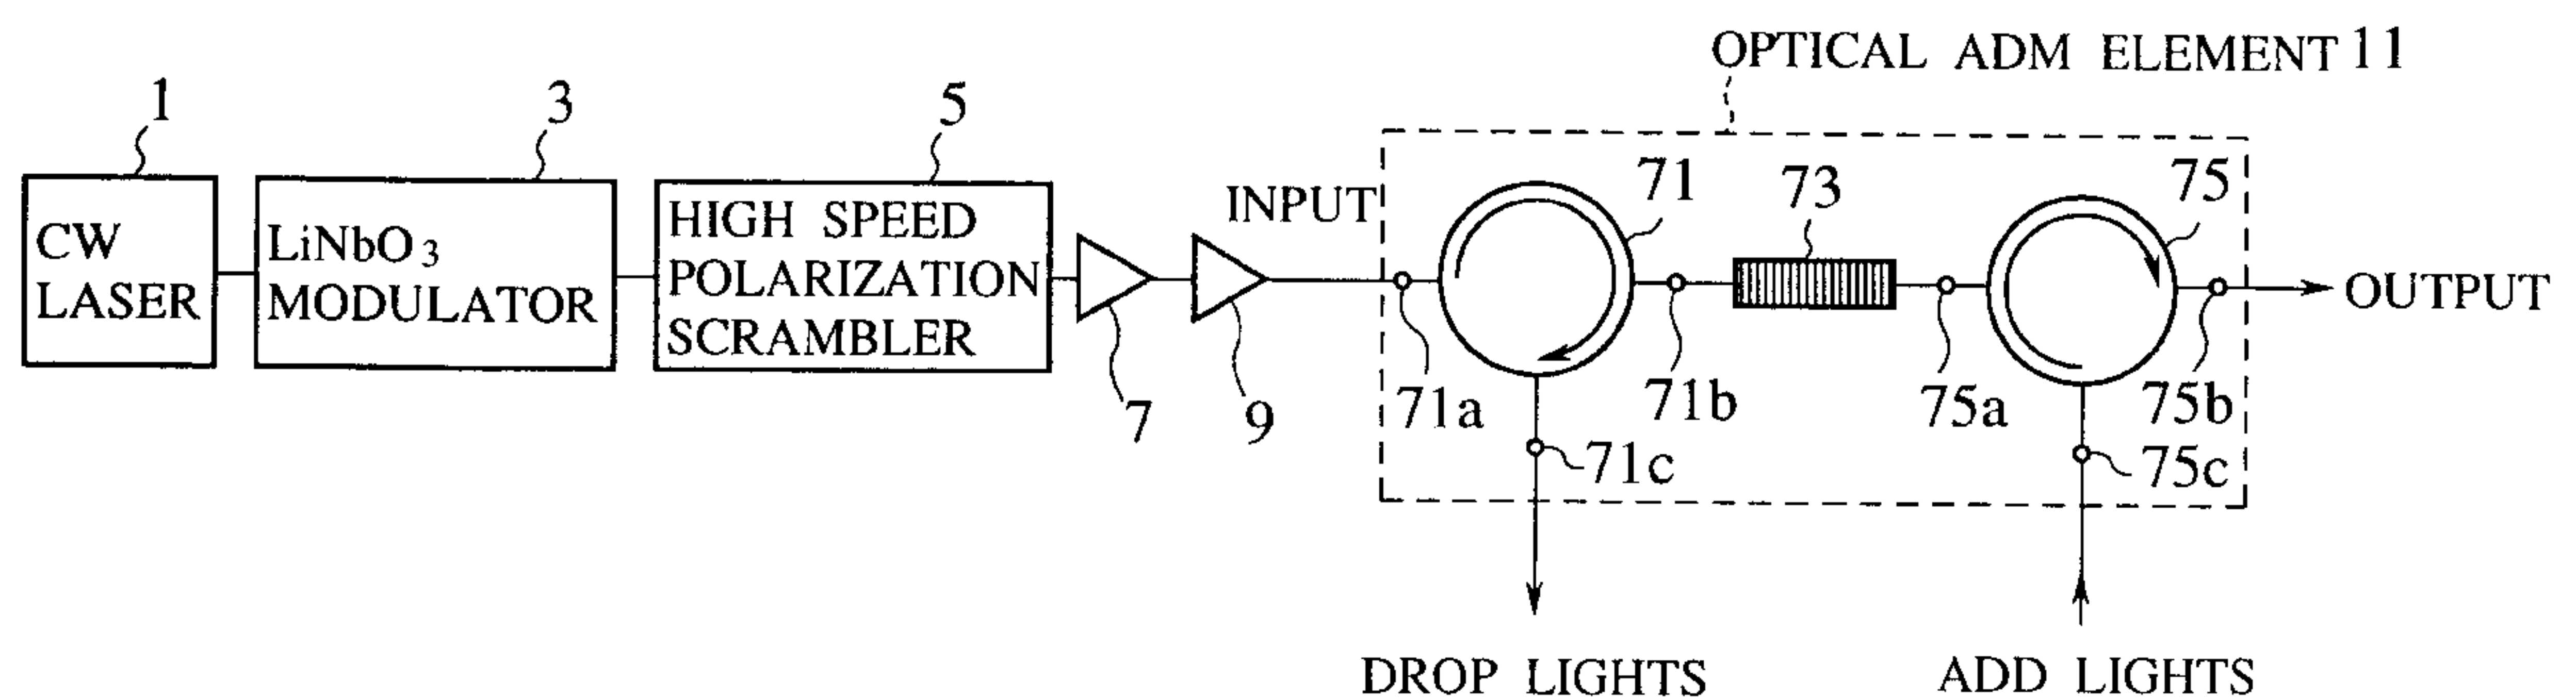 OPTICAL ADM ELEMENT 11
1
3
5
71
73
75
INPUT
CW
LASER
LiNbO3
MODULATOR
HIGH SPEED
POLARIZATION
SCRAMBLER
OUTPUT
7
9
71a
71b
75a
75b
71c
75c
DROP LIGHTS
ADD LIGHTS